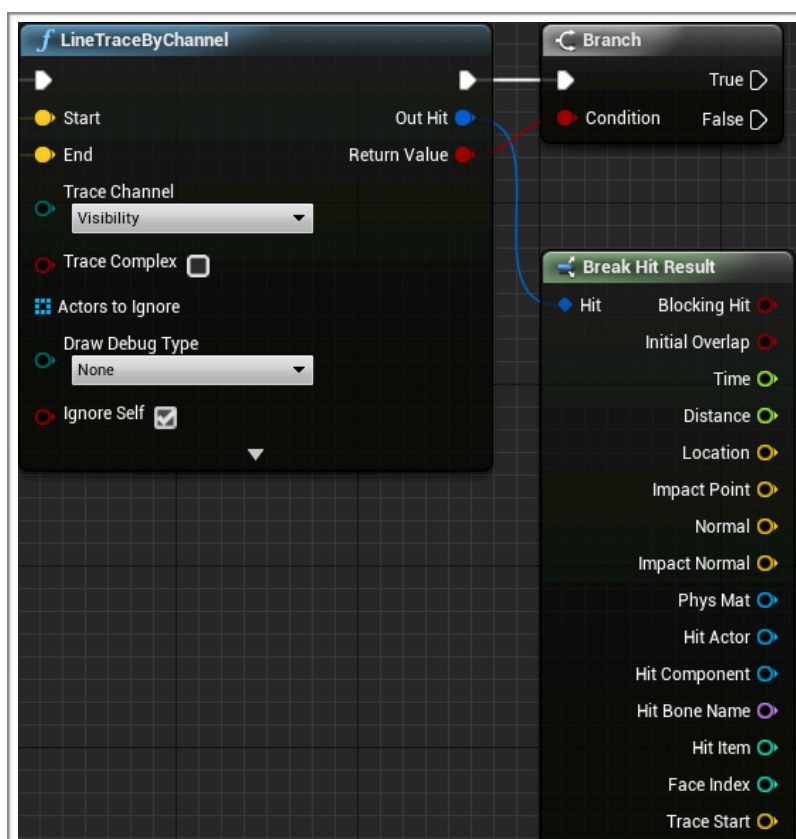 LineTraceByChannel
Start
Out Hit
End
Return Value
Trace Channel
Visibility
Trace Complex
Actors to Ignore
Draw Debug Type
None
Ignore Self
Branch
True
Condition
False
Break Hit Result
Hit
Blocking Hit
Initial Overlap
Time
Distance
Location
Impact Point
Normal
Impact Normal
Phys Mat
Hit Actor
Hit Component
Hit Bone Name
Hit Item
Face Index
Trace Start